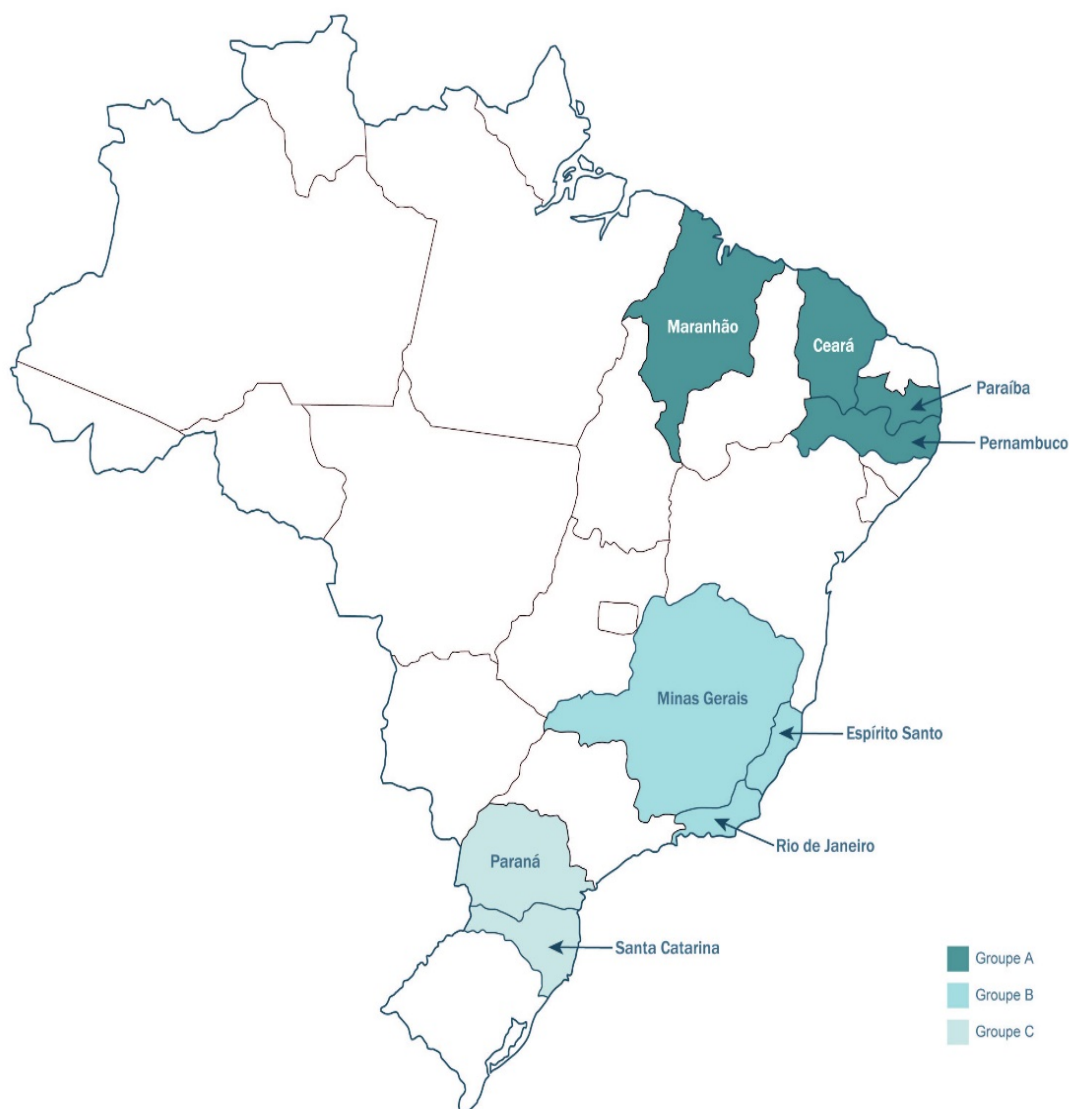 Maranhão
Ceará
Paraíba
Pernambuco
Minas Gerais
Espírito Santo
Rio de Janeiro
Paraná
Santa Catarina
Groupe A
Groupe B
Groupe C